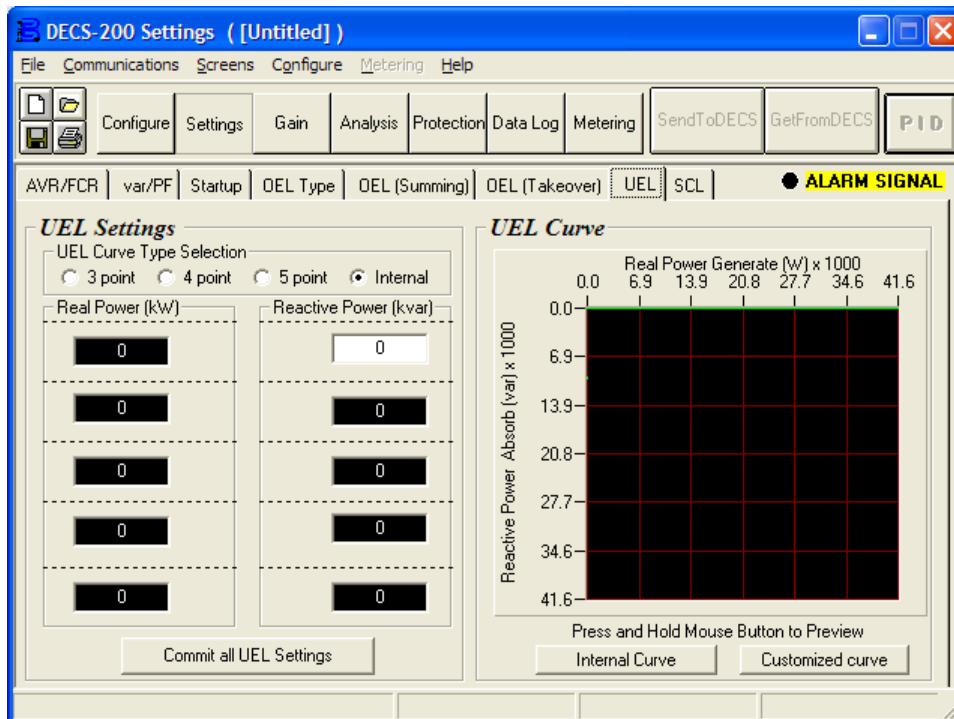 DECS-200 Settings ( [Untitled] )
File Communications Screens Configure Metering Help
Configure Settings Gain Analysis Protection Data Log Metering SendToDECS GetFromDECS PID
AVR/FCR var/PF Startup OEL Type OEL (Summing) OEL (Takeover) UEL SCL ALARM SIGNAL
UEL Settings
UEL Curve Type Selection
3 point 4 point 5 point Internal
Real Power (kW) Reactive Power (kvar)
0 0
0 0
0 0
0 0
0 0
Commit all UEL Settings
UEL Curve
Real Power Generate (W) x 1000
0.0 6.9 13.9 20.8 27.7 34.6 41.6
Reactive Power Absorb (var) x 1000
0.0
6.9
13.9
20.8
27.7
34.6
41.6
Press and Hold Mouse Button to Preview
Internal Curve Customized curve